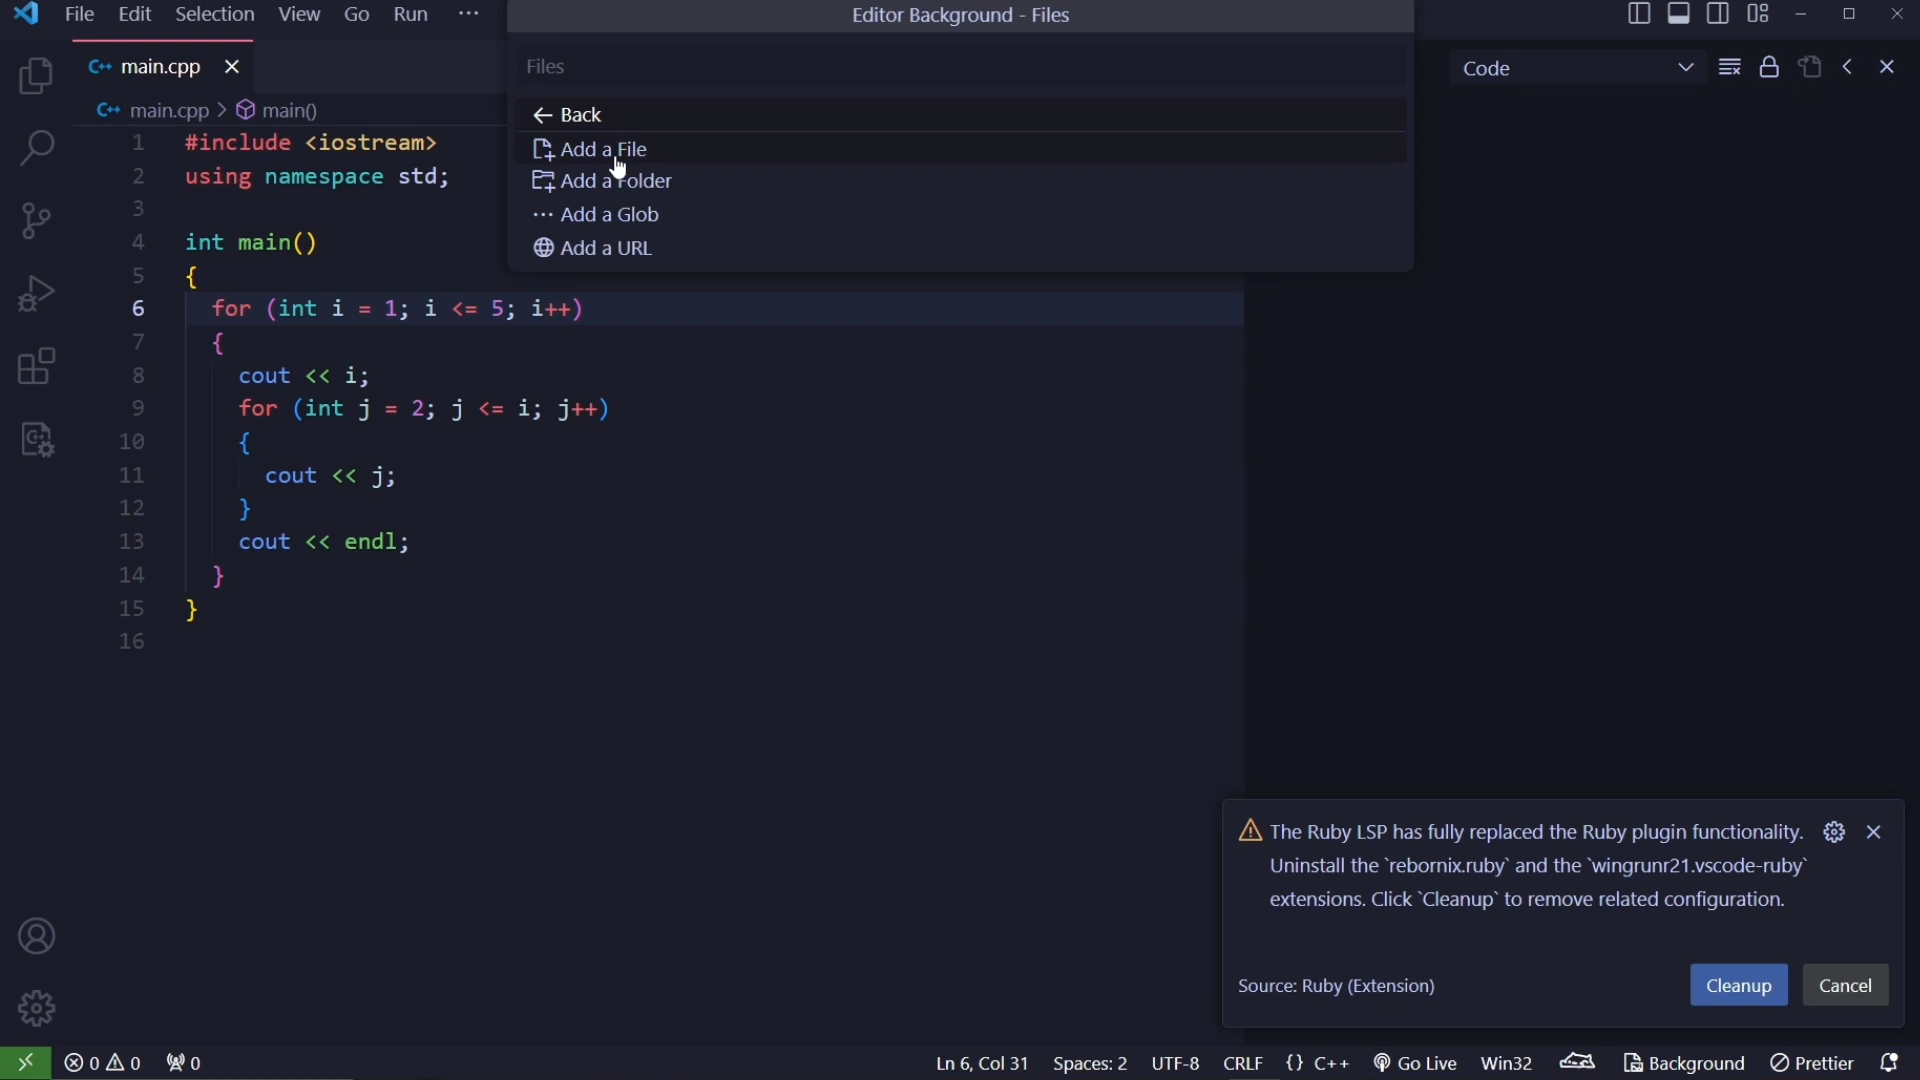 File Edit Selection View Go Run ···
Editor Background - Files
main.cpp
Files
Code
main.cpp > main()
← Back
Add a File
Add a Folder
··· Add a Glob
Add a URL
1 #include <iostream>
2 using namespace std;
3
4 int main()
5 {
6 for (int i = 1; i <= 5; i++)
7 {
8 cout << i;
9 for (int j = 2; j <= i; j++)
10 {
11 cout << j;
12 }
13 cout << endl;
14 }
15 }
16
The Ruby LSP has fully replaced the Ruby plugin functionality.
Uninstall the `rebornix.ruby` and the `wingrunr21.vscode-ruby`
extensions. Click `Cleanup` to remove related configuration.
Source: Ruby (Extension)
Cleanup Cancel
0 0 0 Ln 6, Col 31 Spaces: 2 UTF-8 CRLF {} C++ Go Live Win32 Background Prettier